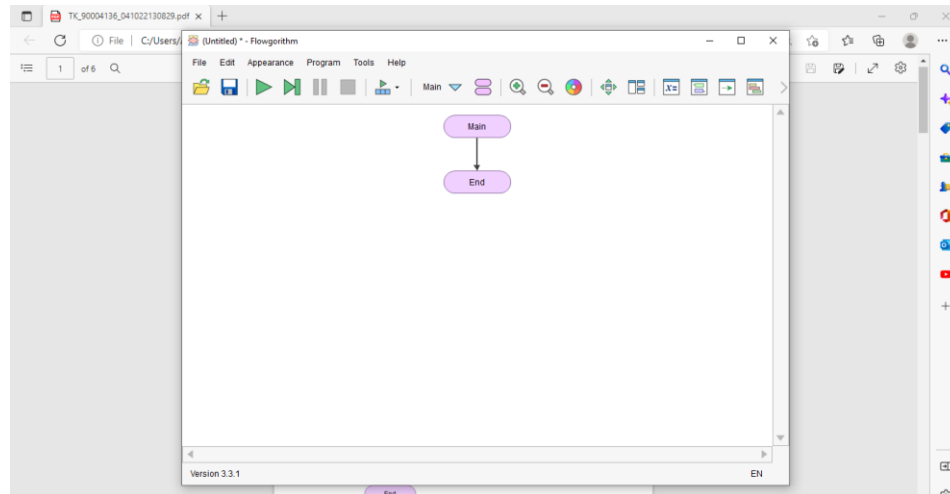 TK_90004136_041022130829.pdf
File C:/Users/
1 of 6
(Untitled) * - Flowgorithm
File Edit Appearance Program Tools Help
Main
Main
End
Version 3.3.1 EN
End